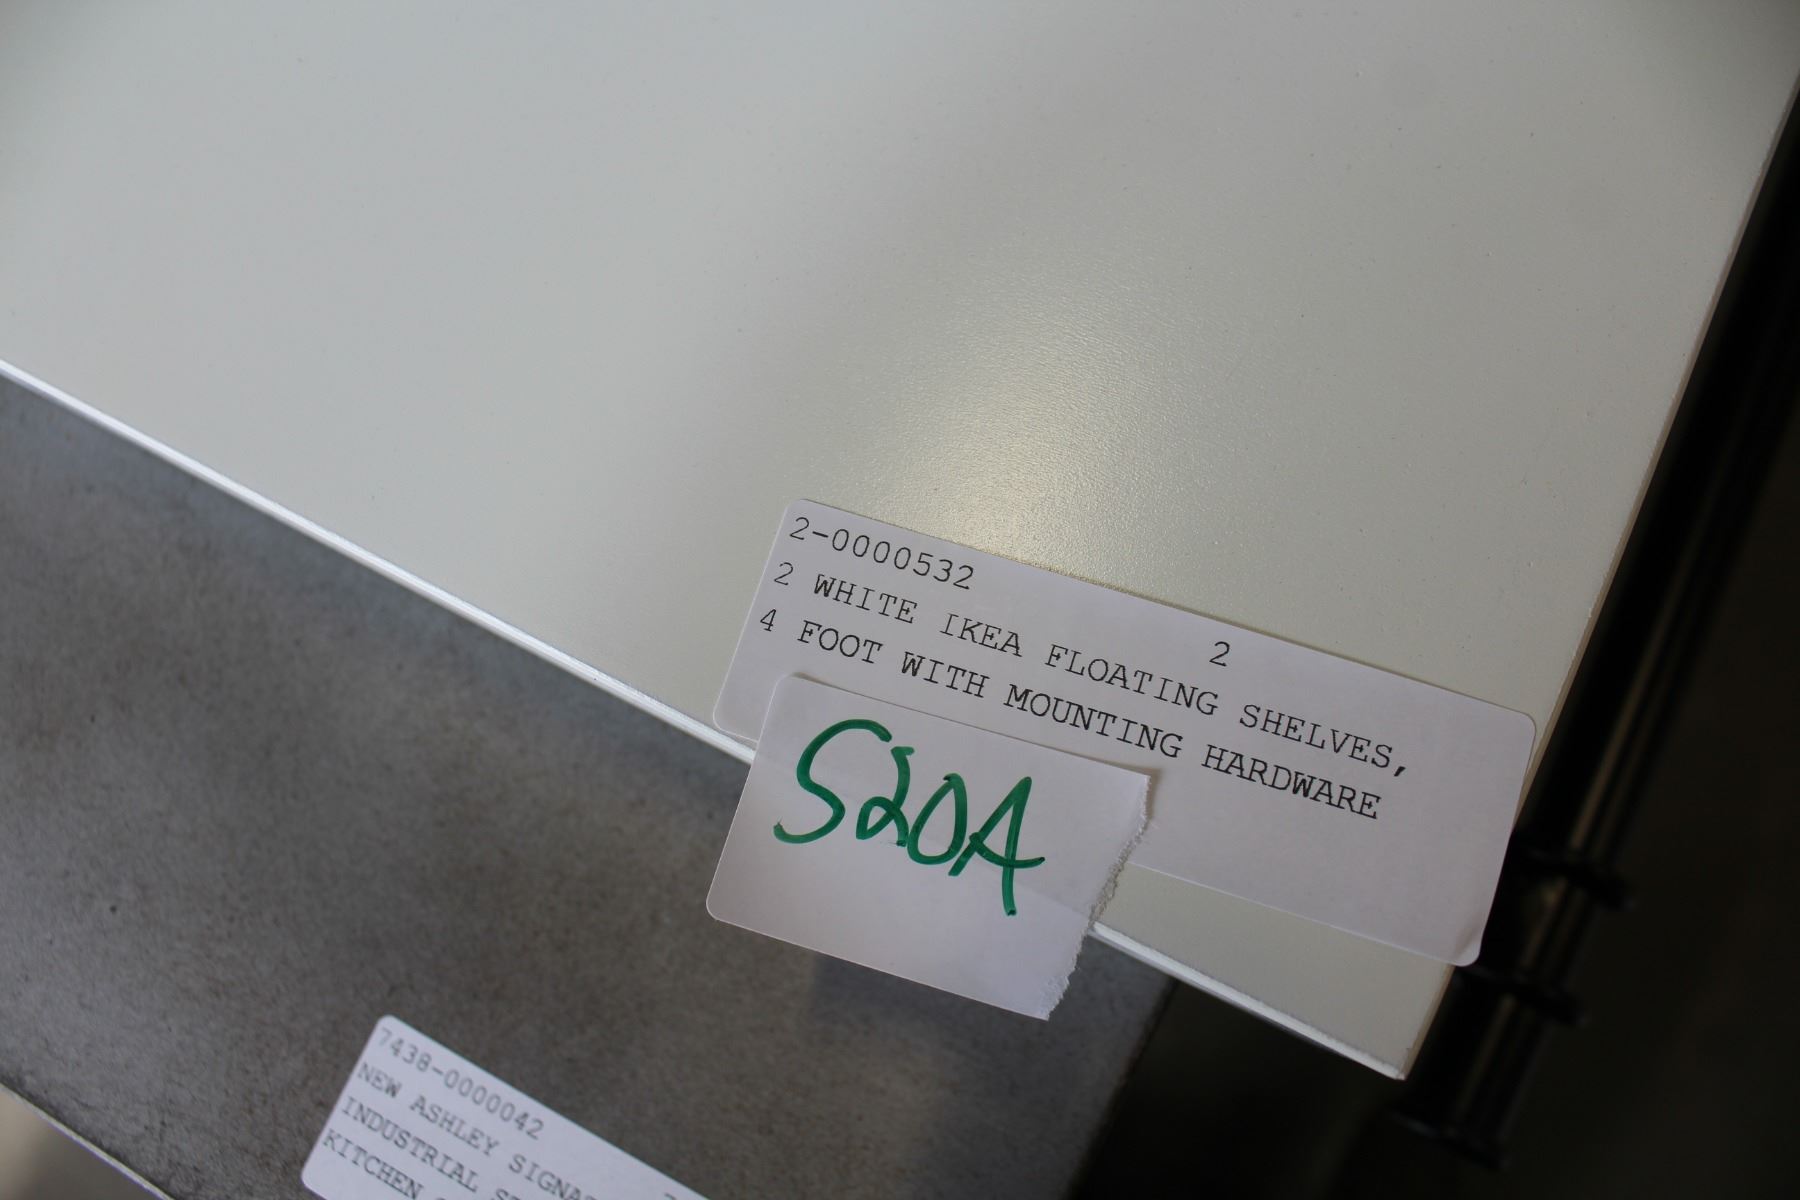 2-0000532 2
2 WHITE IKEA FLOATING SHELVES,
4 FOOT WITH MOUNTING HARDWARE
S20A
7438-0000042
NEW ASHLEY
INDUSTRIAL
KITCHEN